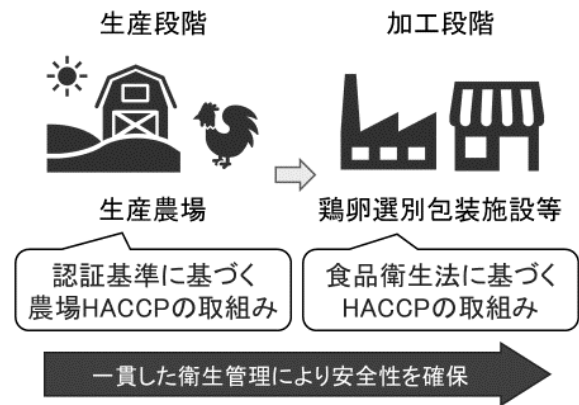 生産段階
加工段階
生産農場
鶏卵選別包装施設等
認証基準に基づく
農場HACCPの取組み
食品衛生法に基づく
HACCPの取組み
一貫した衛生管理により安全性を確保